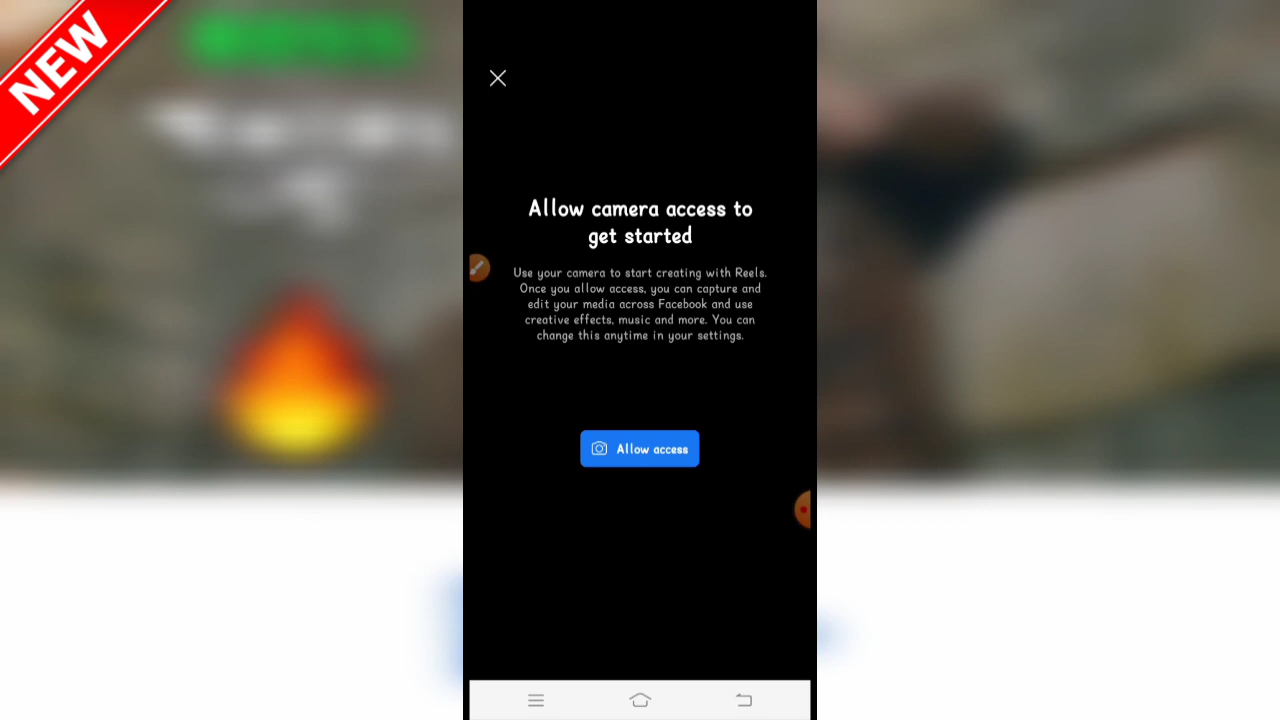 NEW
Allow camera access to
get started
Use your camera to start creating with Reels.
Once you allow access, you can capture and
edit your media across Facebook and use
creative effects, music and more. You can
change this anytime in your settings.
Allow access